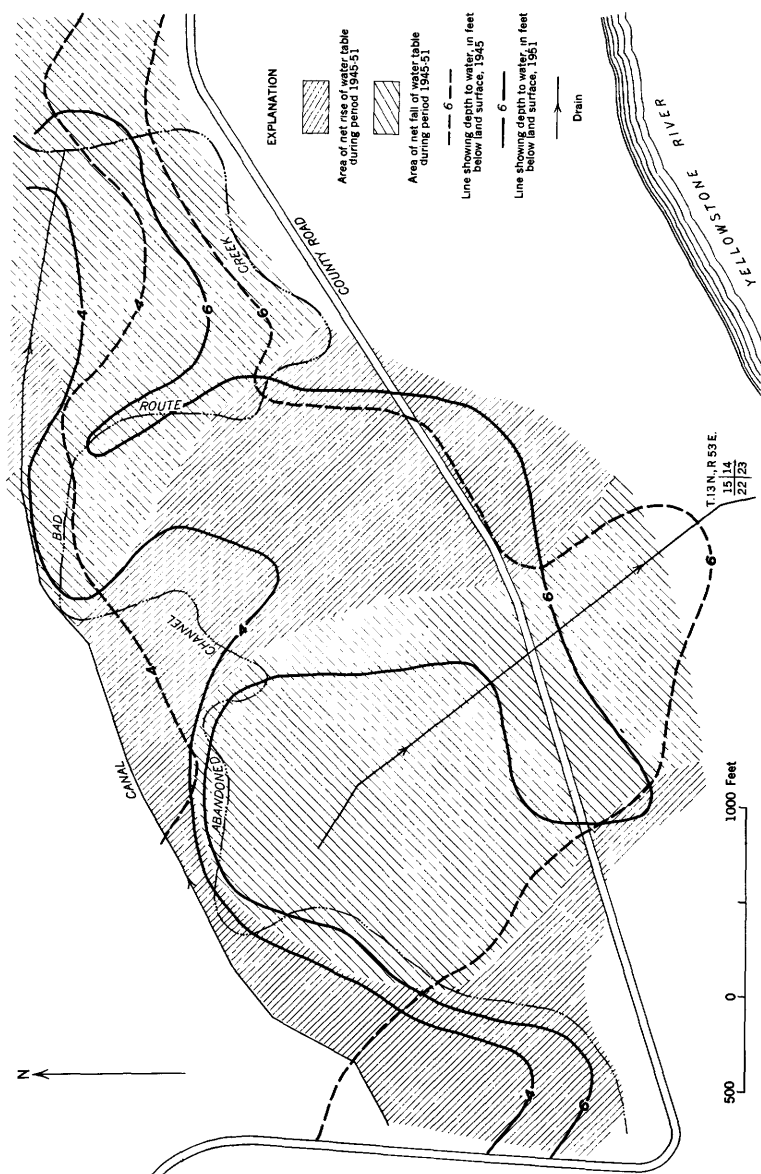 N
CANAL
BAD
ROUTE
CREEK
ABANDONED
CHANNEL
COUNTY ROAD
YELLOWSTONE RIVER
4
4
4
4
4
6
6
6
6
6
6
T.13 N., R 53 E.
15 14
22 23
500 0 1000 Feet
EXPLANATION
Area of net rise of water table
during period 1945-51
Area of net fall of water table
during period 1945-51
6
Line showing depth to water, in feet
below land surface, 1945
6
Line showing depth to water, in feet
below land surface, 1951
Drain